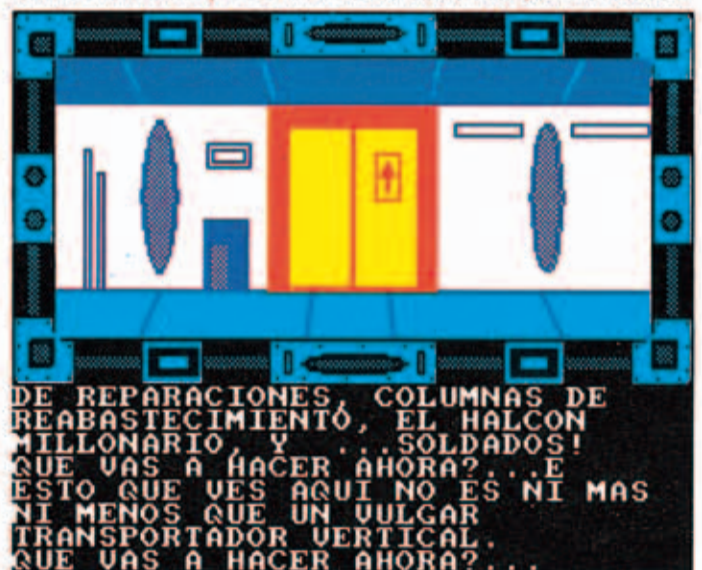 DE REPARACIONES, COLUMNAS DE
REABASTECIMIENTO, EL HALCON
MILLONARIO, Y ...SOLDADOS!
QUE VAS A HACER AHORA?...E
ESTO QUE VES AQUI NO ES NI MAS
NI MENOS QUE UN VULGAR
TRANSPORTADOR VERTICAL.
QUE VAS A HACER AHORA?...